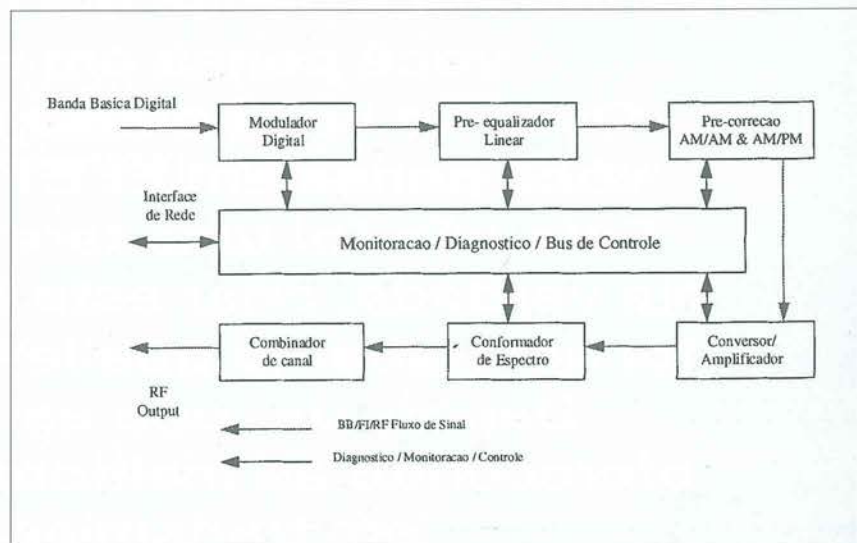 Banda Basica Digital
Modulador
Digital
Pre- equalizador
Linear
Pre-correcao
AM/AM & AM/PM
Interface
de Rede
Monitoracao / Diagnostico / Bus de Controle
Combinador
de canal
Conformador
de Espectro
Conversor/
Amplificador
RF
Output
BB/FI/RF Fluxo de Sinal
Diagnostico / Monitoracao / Controle